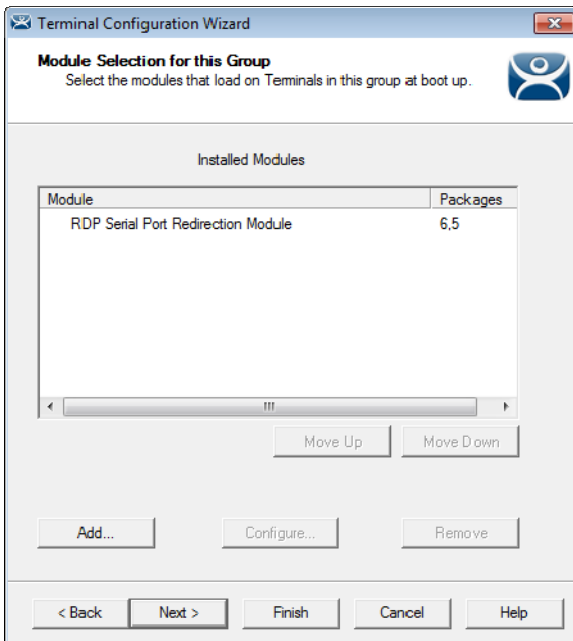 Terminal Configuration Wizard
Module Selection for this Group
Select the modules that load on Terminals in this group at boot up.
Installed Modules
Module Packages
RDP Serial Port Redirection Module 6,5
Move Up Move Down
Add... Configure... Remove
< Back Next > Finish Cancel Help